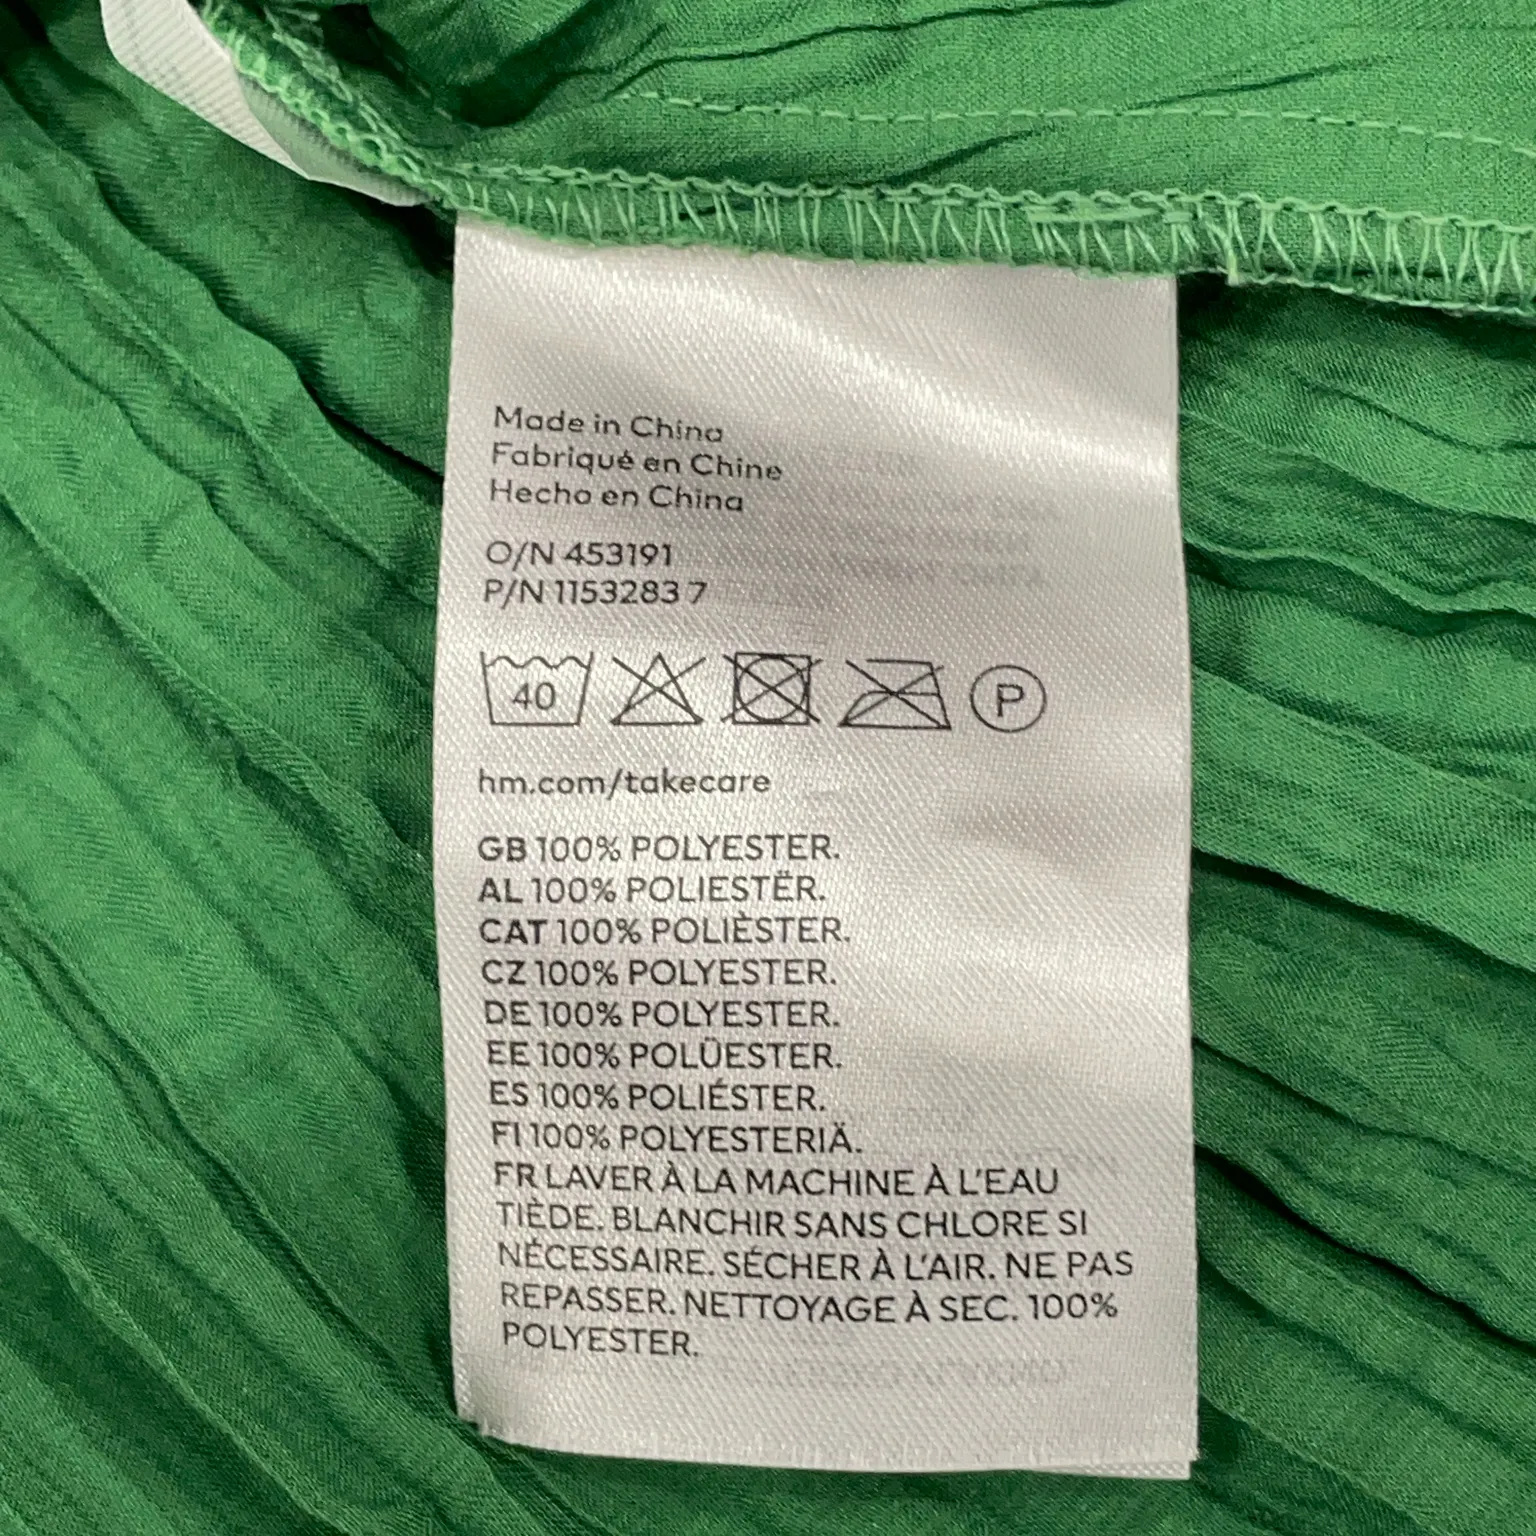 Made in China
Fabriqué en Chine
Hecho en China
O/N 453191
P/N 1153283 7
40
P
hm.com/takecare
GB 100% POLYESTER.
AL 100% POLIESTËR.
CAT 100% POLIÈSTER.
CZ 100% POLYESTER.
DE 100% POLYESTER.
EE 100% POLÜESTER.
ES 100% POLIÉSTER.
FI 100% POLYESTERIÄ.
FR LAVER À LA MACHINE À L'EAU
TIÈDE. BLANCHIR SANS CHLORE SI
NÉCESSAIRE. SÉCHER À L'AIR. NE PAS
REPASSER. NETTOYAGE À SEC. 100%
POLYESTER.